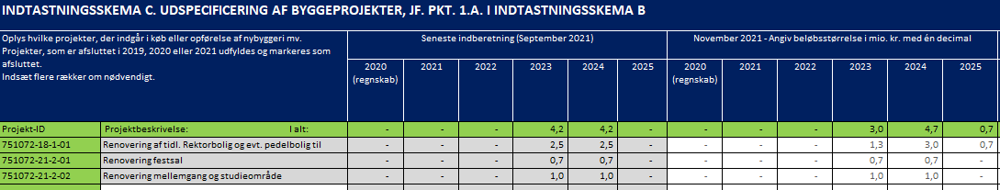 INDTASTNINGSSKEMA C. UDSPECIFICERING AF BYGGEPROJEKTER, JF. PKT. 1.A. I INDTASTNINGSSKEMA B
Oplys hvilke projekter, der indgår i køb eller opførelse af nybyggeri mv.
Projekter, som er afsluttet i 2019, 2020 eller 2021 udfyldes og markeres som
afsluttet.
Indsæt flere rækker om nødvendigt.
Seneste indberetning (September 2021) November 2021 - Angiv beløbsstørrelse i mio. kr. med én decimal
2020 2021 2022 2023 2024 2025 2020 2021 2022 2023 2024 2025
(regnskab) (regnskab)
Projekt-ID Projektbeskrivelse: I alt: - - - 4,2 4,2 - - - 3,0 4,7 0,7
751072-18-1-01 Renovering af tidl. Rektorbolig og evt. pedelbolig til - - - 2,5 2,5 - - - - 1,3 3,0 0,7
751072-21-2-01 Renovering festsal - - - 0,7 0,7 - - - - 0,7 0,7 -
751072-21-2-02 Renovering mellemgang og studieområde - - - 1,0 1,0 - - - - 1,0 1,0 -